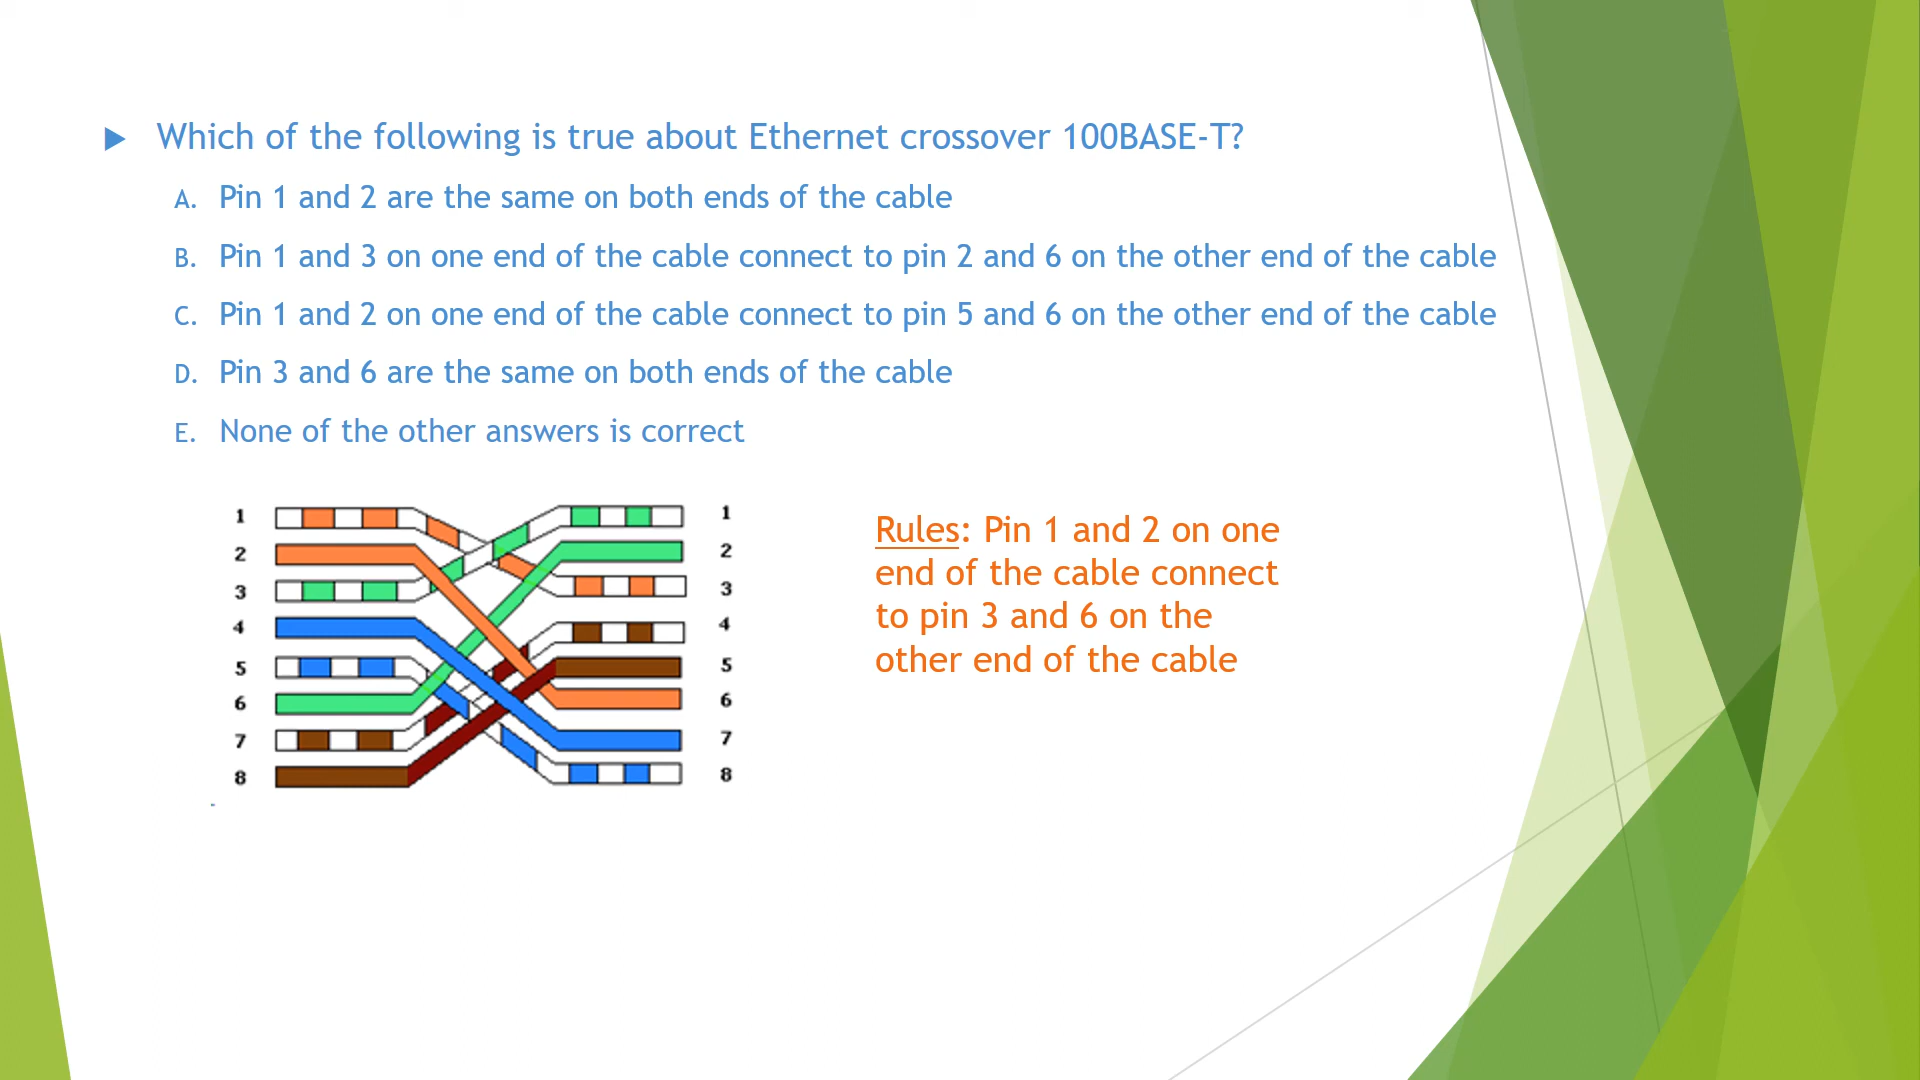 Which of the following is true about Ethernet crossover 100BASE-T?
A. Pin 1 and 2 are the same on both ends of the cable
B. Pin 1 and 3 on one end of the cable connect to pin 2 and 6 on the other end of the cable
C. Pin 1 and 2 on one end of the cable connect to pin 5 and 6 on the other end of the cable
D. Pin 3 and 6 are the same on both ends of the cable
E. None of the other answers is correct
1 1
2 2
3 3
4 4
5 5
6 6
7 7
8 8
Rules: Pin 1 and 2 on one
end of the cable connect
to pin 3 and 6 on the
other end of the cable